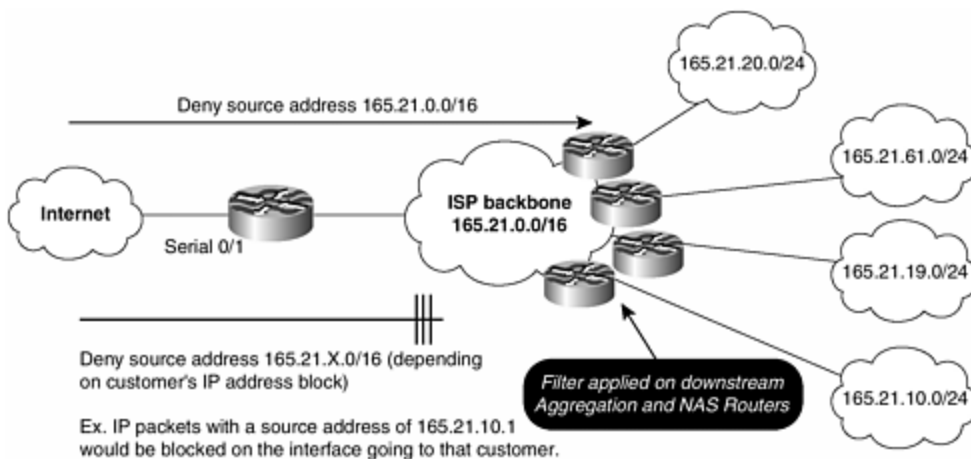 165.21.20.0/24
Deny source address 165.21.0.0/16
165.21.61.0/24
Internet
ISP backbone
165.21.0.0/16
Serial 0/1
165.21.19.0/24
Deny source address 165.21.X.0/16 (depending
on customer's IP address block)
Filter applied on downstream
Aggregation and NAS Routers
165.21.10.0/24
Ex. IP packets with a source address of 165.21.10.1
would be blocked on the interface going to that customer.